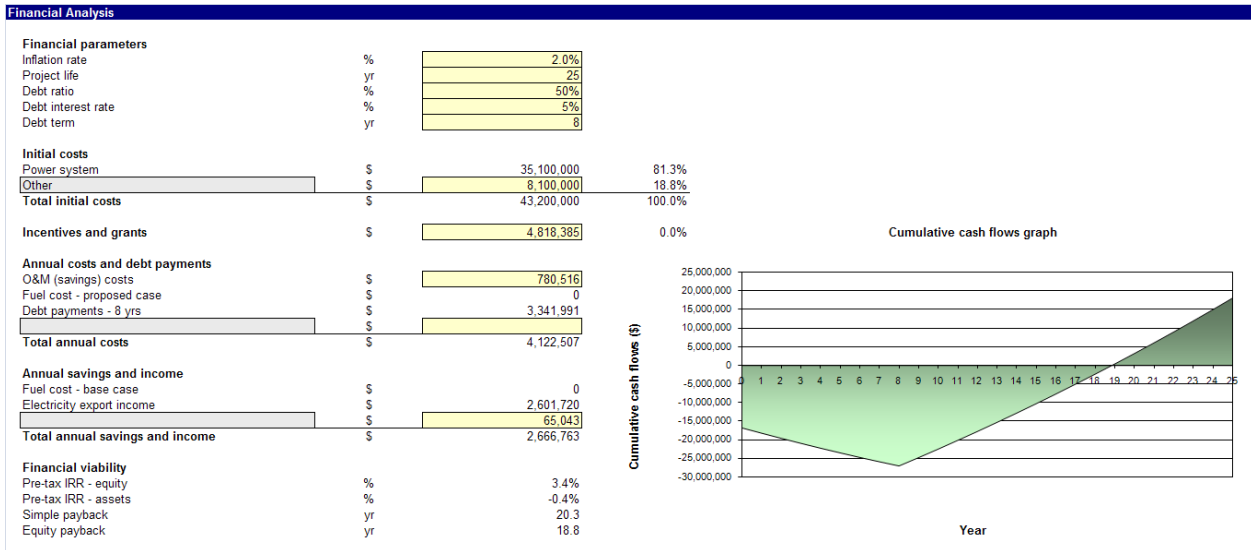 Financial Analysis
Financial parameters
Inflation rate % 2.0%
Project life yr 25
Debt ratio % 50%
Debt interest rate % 5%
Debt term yr 8
Initial costs
Power system $ 35,100,000 81.3%
Other $ 8,100,000 18.8%
Total initial costs $ 43,200,000 100.0%
Incentives and grants $ 4,818,385 0.0%
Annual costs and debt payments
O&M (savings) costs $ 780,516
Fuel cost - proposed case $ 0
Debt payments - 8 yrs $ 3,341,991
$
Total annual costs $ 4,122,507
Annual savings and income
Fuel cost - base case $ 0
Electricity export income $ 2,601,720
$ 65,043
Total annual savings and income $ 2,666,763
Financial viability
Pre-tax IRR - equity % 3.4%
Pre-tax IRR - assets % -0.4%
Simple payback yr 20.3
Equity payback yr 18.8
Cumulative cash flows graph
Cumulative cash flows ($)
25,000,000
20,000,000
15,000,000
10,000,000
5,000,000
0
-5,000,000
-10,000,000
-15,000,000
-20,000,000
-25,000,000
-30,000,000
0 1 2 3 4 5 6 7 8 9 10 11 12 13 14 15 16 17 18 19 20 21 22 23 24 25
Year